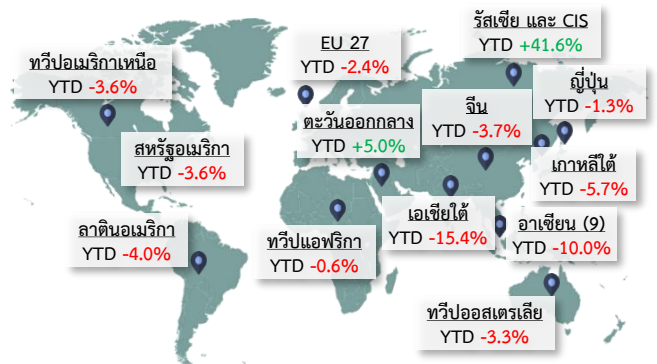 รัสเซีย และ CIS
YTD +41.6%
EU 27
YTD -2.4%
ทวีปอเมริกาเหนือ
YTD -3.6%
ญี่ปุ่น
YTD -1.3%
จีน
YTD -3.7%
ตะวันออกกลาง
YTD +5.0%
สหรัฐอเมริกา
YTD -3.6%
เกาหลีใต้
YTD -5.7%
เอเชียใต้
YTD -15.4%
อาเซียน (9)
YTD -10.0%
ลาตินอเมริกา
YTD -4.0%
ทวีปแอฟริกา
YTD -0.6%
ทวีปออสเตรเลีย
YTD -3.3%